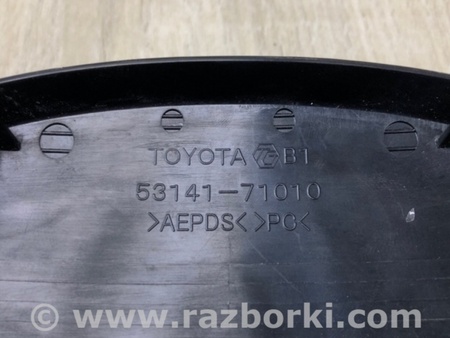 TOYOTA B1
53141-71010
>AEPDS< >PC<
© www.razborki.com